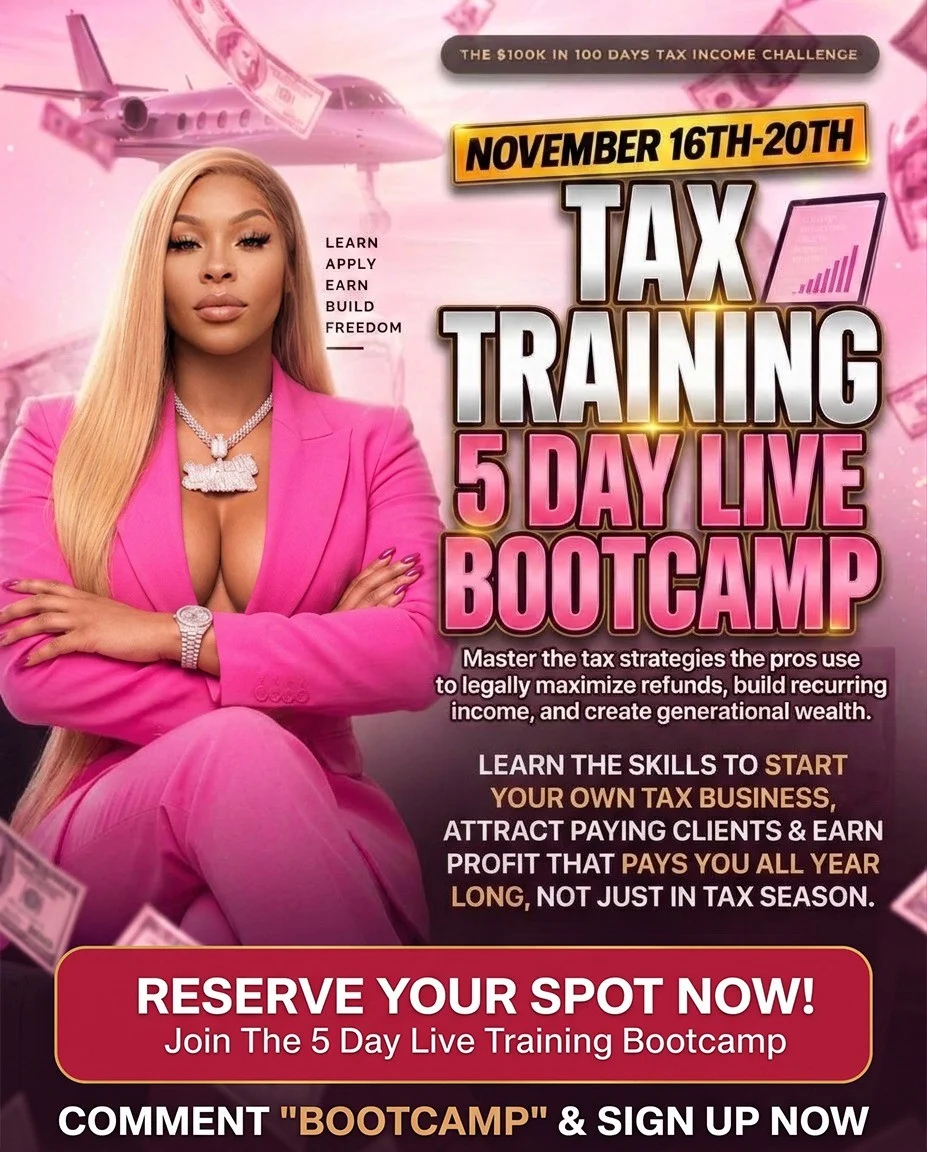 THE $100K IN 100 DAYS TAX INCOME CHALLENGE
NOVEMBER 16TH-20TH
TAX
TRAINING
5 DAY LIVE
BOOTCAMP
LEARN
APPLY
EARN
BUILD
FREEDOM
Master the tax strategies the pros use
to legally maximize refunds, build recurring
income, and create generational wealth.
LEARN THE SKILLS TO START
YOUR OWN TAX BUSINESS,
ATTRACT PAYING CLIENTS & EARN
PROFIT THAT PAYS YOU ALL YEAR
LONG, NOT JUST IN TAX SEASON.
RESERVE YOUR SPOT NOW!
Join The 5 Day Live Training Bootcamp
COMMENT "BOOTCAMP" & SIGN UP NOW